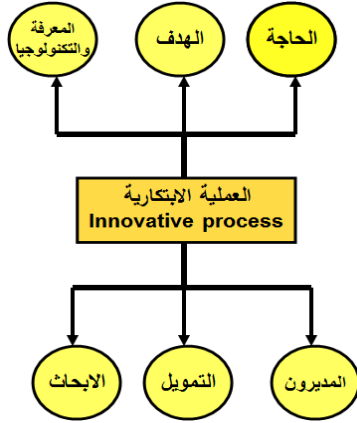 الحاجة
الهدف
المعرفة
والتكنولوجيا
العملية الابتكارية
Innovative process
المديرون
التمويل
الابحاث